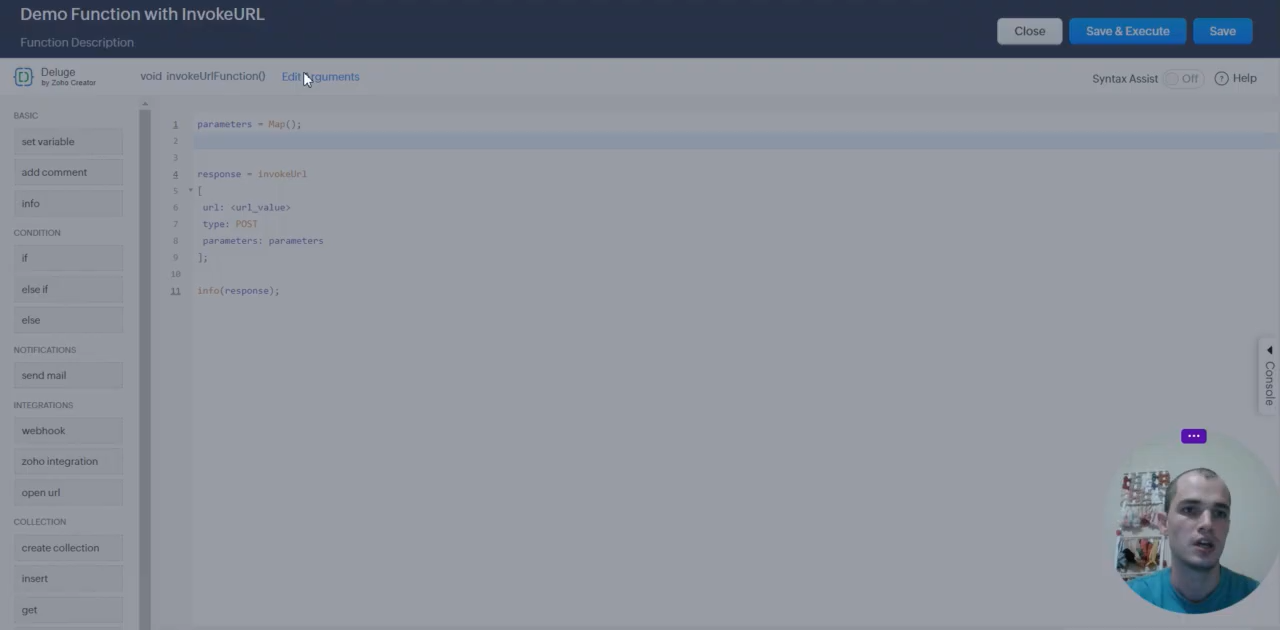 Demo Function with InvokeURL
Function Description
Close
Save & Execute
Save
Deluge
by Zoho Creator
void invokeUrlFunction()
Edit Arguments
Syntax Assist
Off
? Help
BASIC
set variable
add comment
info
CONDITION
if
else if
else
NOTIFICATIONS
send mail
INTEGRATIONS
webhook
zoho integration
open url
COLLECTION
create collection
insert
get
1 parameters = Map();
2
3
4 response = invokeUrl
5 [
6 url: <url_value>
7 type: POST
8 parameters: parameters
9 ];
10
11 info(response);
Console